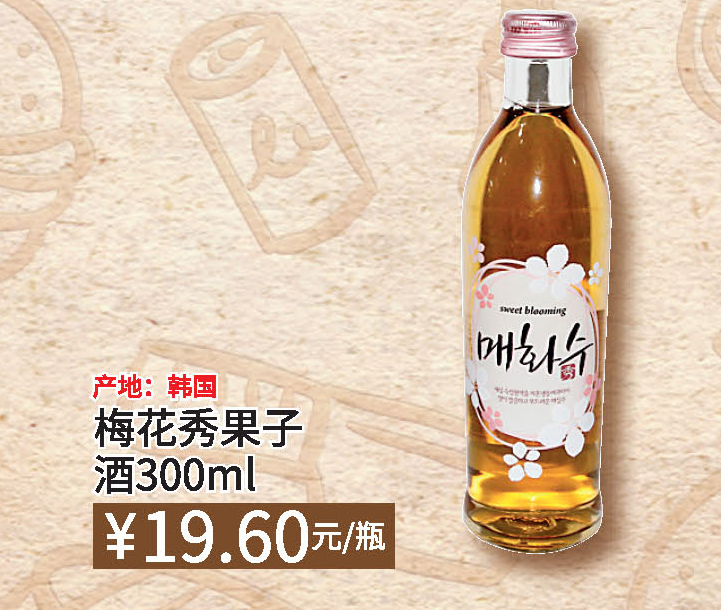 sweet blooming
매화수
秀
产地：韩国
梅花秀果子
酒300ml
¥19.60元/瓶